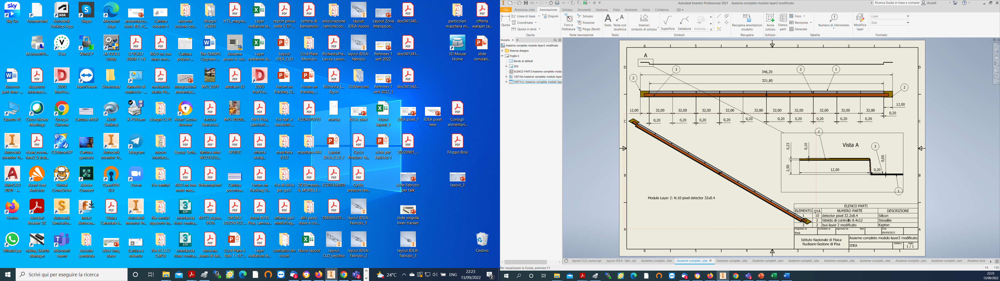 Sky Go
Thunderbird
Autodesk Desktop App
Skype
Microsoft Edge
presentazio... fbosi RD_FC...
Cattura roberto 1
assieme volume col...
disegni LN2P3
HTS_magne...
Layer radiation le...
report prova belle 2 07-...
Lettera di benvenuto
assicurazione camioncino...
layout IDEA-nuovo
Layout Zona Interazion...
doc041340...
particolari maschera m...
offerta watajet ce...
MicrosoftPr...
Vibe
WinSCP
LMTOOLS Utility
STYCAST 2850FT-EN
R&D on low mass mec...
Cattura polytec ...
The DMAPS Upgrade ...
Assieme piano di lav...
Layer radiation le...
Layout IDEA_CLD
Cold Plate Maurizio
RichiestaPre... Lav.va-Lavor...
layout IDEA-fabrizio
Referees 1 sett 2022
doc041341...
3D Mouse Home
slide simulati...
Rinnovo part-time -...
supporto intermedi...
DWG TrueVie...
TeamViewer
Download
Pannello di controllo - ...
mechanics status Pis...
integrazione presentazi...
IMG_2879
abstract-32
DWG TrueVie...
Forum on Tracking D...
Forum on Tracking ...
Richiesta_L... Agile
OldVersions
Referees 1 sett 2022_1
doc041342...
Questo PC
Cisco Webex Meetings
Google Chrome
Cattura M55J
A360 Desktop
X-PDFsam
disegni CEPC
Avast Secure Browser
fattura iberdrola
IMG-20200...
INFN Pisa, Laminati ...
file dati a bedeschi ...
F2204379773
marisa
IDEA pixel
Nuovi layout_1
IDEA pixel_1
IDEA pixel new
Consigli alimentari...
Autodesk Inventor Pr...
clean_room... fase2_9_trat...
CDBurnerXP
Cattura gennaro
Autodesk Inventor Pr...
Telegram
nuovo interfacc...
Epoxy-Tech...
fattura wind W2213335...
EP30TC
offerta wataj...
maschera 1332
maschera 444
Layout IDEA_CLD_1
Cyclic Pressure Te...
slide per Fabrizio 1
20220901_...
Filippo Bosi
AutoCAD 2020 - I...
Avast Free Antivirus
Virtual CloneDrive
Adobe Connect
OpenVPN GUI
Zoom
file venturi
R&D on low mass mec...
Presentation1
Cattura pocofoa...
Forum on Tracking D...
file di silvia per galli
DDTEmesso... & MORELLI ...
F2207456301
Cyclic pressure tes...
slide Fabrizio per talk
layout_3
Firefox
Acrobat Reader DC
Autodesk Simulatio...
Install Autodes...
Visura Catastale t...
Autodesk Inventor Pr...
file venturi supporto in...
Interfaccia flussi contra...
46772_signe... 9176
ORDINE LOSON FCC ...
loson INFN Pisa, Lamina...
offerta galli minifitting...
altri pezzi stave e col...
058365330-...
layout IDEA-fabrizio_1
slide singola Inner tracker
WhatsApp
Inkling Sketch Manager
Microsoft Teams
bollette iperdrola
slide long stave
Cattura x roberto
file BELLE2 CMOS
Interfaccia flussi contra...
Assieme piano di lav...
Cold Plate 4 Tubi T=15°...
Layer radiation le...
contratto tim vision
Nuovi layout
layout CLD_vecchio
layout IDEA-fabrizio_2
layout IDEA-fabrizio_3
Cestino
Scrivi qui per eseguire la ricerca
24°C
ENG
22:23
13/09/2022
Autodesk Inventor Professional 2021 Assieme completo modulo layer2 modificato
Ricerca Guida in linea e comand
Accedi
File Posiziona viste Annotazione Schizzo Strumenti Gestione Vista Ambienti Inizia Collabora
Quota
Linea di base
Disponi
Coordinata
Quota in serie
Foro e filettatura
Smusso
Punzone
Piega (Bend)
Note lavorazione
Testo
Nota con direttrice
Inserisci simbolo di schizzo
Superficie
Saldatura
Importa...
Simboli
Recupera annotazioni modello
Recupera
Avvia schizzo
Schizzo
Elenco parti
Foro
Revisione
Generale
Numero di riferimento
Tabella
Modifica layer
Layer
Stile
Formato
Modello
Assieme completo modulo layer2 modificato
Risorse disegno
Foglio:1
Bordo di default
ISO
ELENCO PARTI:Assieme completo modu
VISTA6:Assieme completo modulo layer
VISTA11:Assieme completo modulo laye
6 5 4 3 2 1
A
346,20
321,80
12,00
12,00 32,00 32,00 32,00 32,00 32,00 32,00 32,00 32,00 32,00 32,00
0,20 0,20 0,20 0,20 0,20 0,20 0,20 0,20 0,20 0,20 0,20
Vista A
0,23
0,10
0,05
2,50
12,00
0,20
Modulo Layer 2: N.10 pixel detector 32x8.4
ELENCO PARTI
ELEMENTO QTÀ NUMERO PARTE DESCRIZIONE
1 10 detector pixel 32.2x8.4 Silicon
2 2 hibrido di controllo 8.4x12 Stesalite
3 2 bus layer 2 modificato Kapton
Progettato da
fbosi
Controllato da
Approvato da
Data
Data
06/09/2022
Istituto Nazionale di Fisica Nucleare-Sezione di Pisa
Assieme completo modulo layer2 modificato
IDEA
Edizione
Foglio
1 / 1
6 5 4 3 2 1
layout CLD_nuovo.ipt
layout IDEA- fabr...ipt
Assieme complet...idw
Assieme complet...idw
Assieme complet...idw
Assieme complet...idw
Assieme complet...idw
Assieme complet...iam
Assieme complet...iam
Assieme inne
Per visualizzare la Guida, premere F1
14 130
22:23
13/09/2022